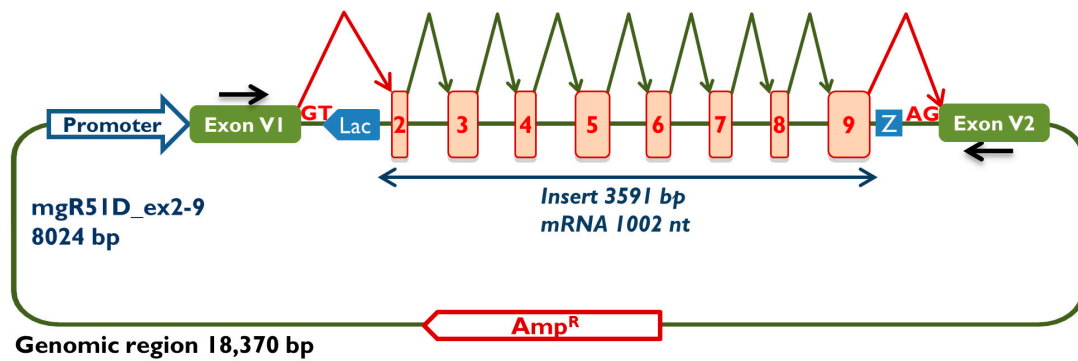 GT
AG
Promoter
Exon V1
Lac
2
3
4
5
6
7
8
9
Z
Exon V2
Insert 3591 bp
mRNA 1002 nt
mgR51D_ex2-9
8024 bp
Amp^R
Genomic region 18,370 bp